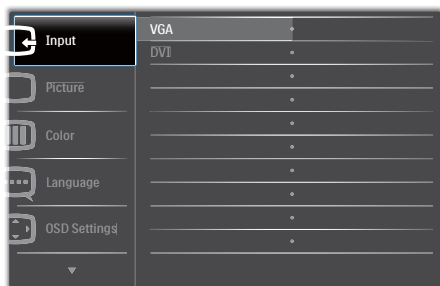 Input
VGA
DVI
Picture
Color
Language
OSD Settings